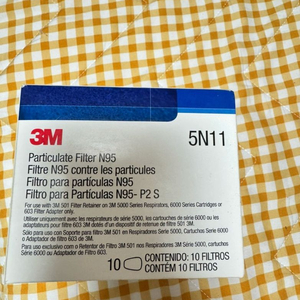 3M
5N11
Particulate Filter N95
Filtre N95 contre les particules
Filtro para partículas N95
Filtro para Partículas N95- P2 S
For use with 3M 501 Filter Retainer on 3M 5000 Series Respirators, 6000 Series Cartridges or
603 Filter Adaptor only.
Utiliser uniquement avec les respirateurs de série 5000, les cartouches de série 6000 ou les
adaptateurs pour filtre 603 3M dotés d'un dispositif de retenue de filtre 501 3M.
Sólo para uso con Soporte para filtro 3M 501 en Respiradores 3M Serie 5000, Cartuchos Serie 6000
o Adaptador de filtro 3M 603.
Para uso Exclusivo com o Retentor de Filtro 3M 501 nos Respiradores 3M Série 5000, Cartuchos
Série 6000 ou Adaptador de Filtro 603.
10 CONTENIDO: 10 FILTROS
CONTÉM 10 FILTROS